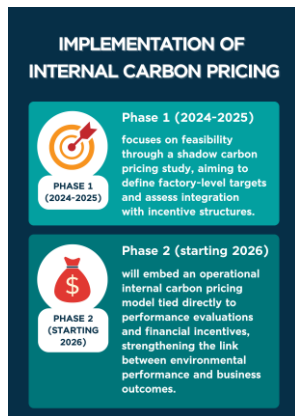 IMPLEMENTATION OF
INTERNAL CARBON PRICING
PHASE 1
(2024-2025)
Phase 1 (2024-2025)
focuses on feasibility
through a shadow carbon
pricing study, aiming to
define factory-level targets
and assess integration
with incentive structures.
$
PHASE 2
(STARTING
2026)
Phase 2 (starting 2026)
will embed an operational
internal carbon pricing
model tied directly to
performance evaluations
and financial incentives,
strengthening the link
between environmental
performance and business
outcomes.